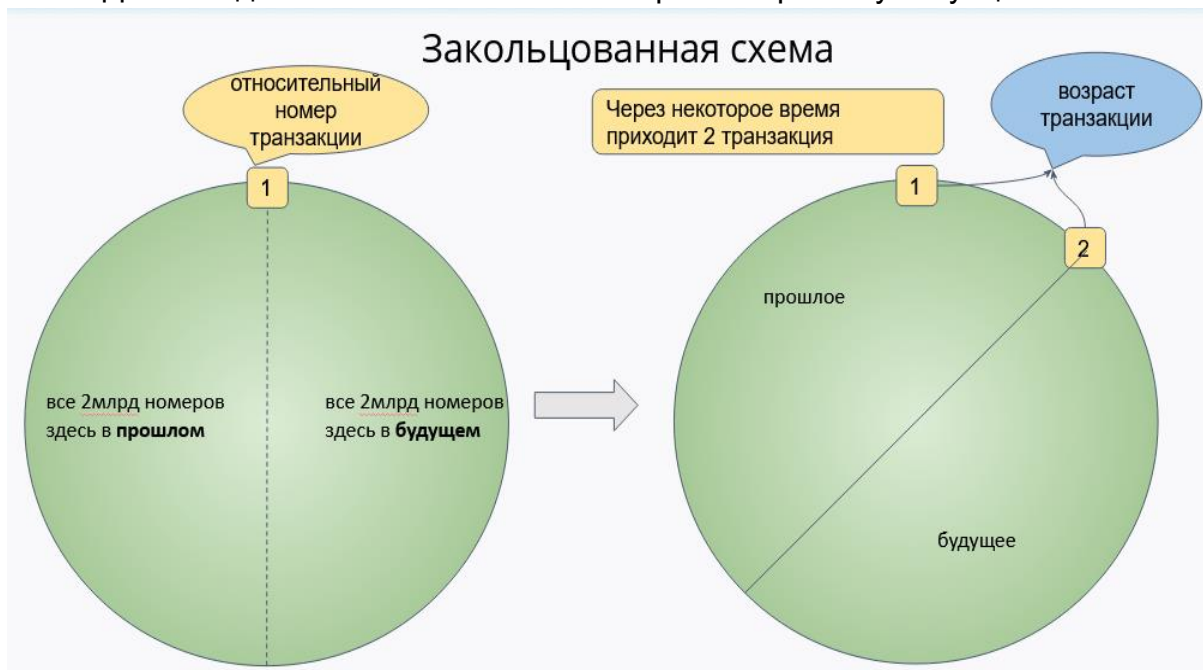 Закольцованная схема
относительный
номер
транзакции
1
все 2млрд номеров
здесь в прошлом
все 2млрд номеров
здесь в будущем
Через некоторое время
приходит 2 транзакция
возраст
транзакции
1
2
прошлое
будущее